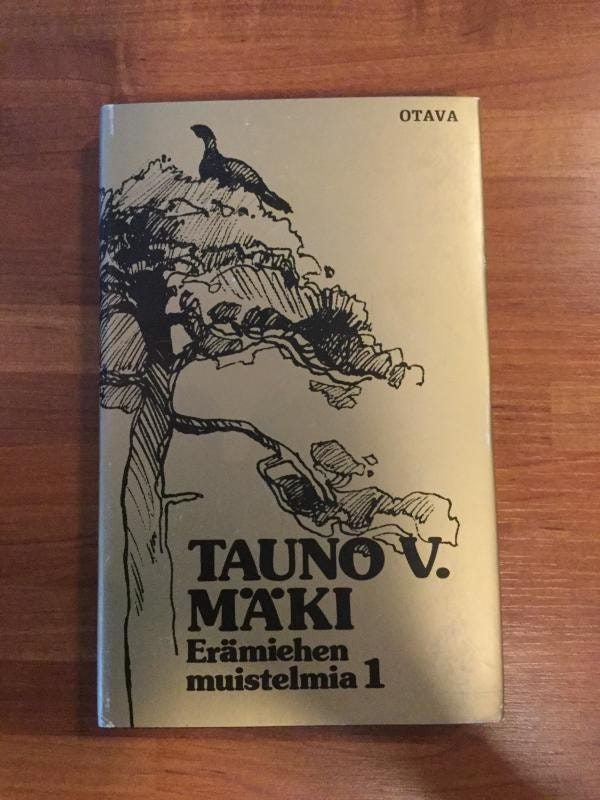 OTAVA
TAUNO V.
MÄKI
Erämiehen
muistelmia 1